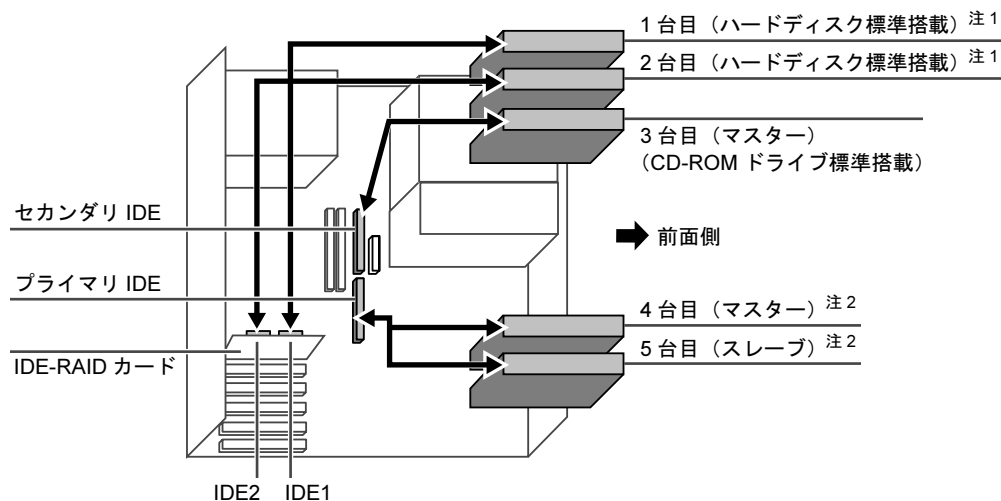 1 台目（ハードディスク標準搭載）注 1
2 台目（ハードディスク標準搭載）注 1
3 台目（マスター）
（CD-ROM ドライブ標準搭載）
セカンダリ IDE
前面側
プライマリ IDE
4 台目（マスター）注 2
5 台目（スレーブ）注 2
IDE-RAID カード
IDE2 IDE1